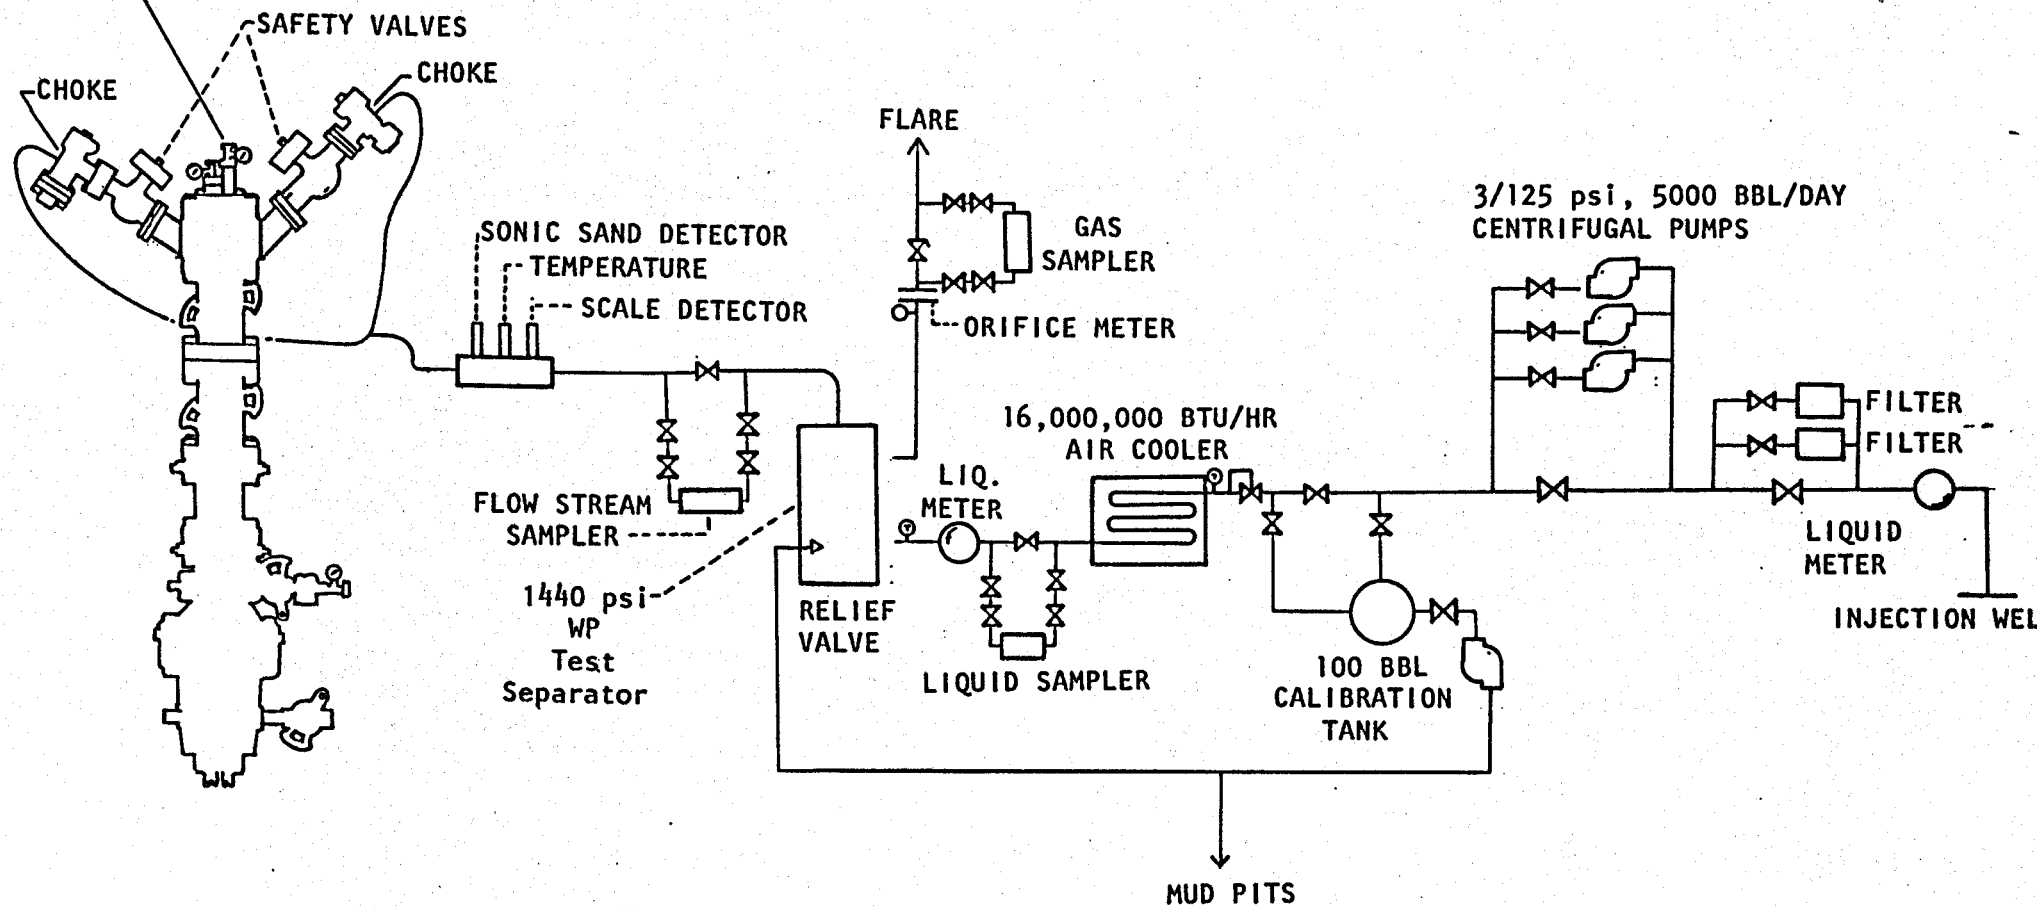 SAFETY VALVES
CHOKE
CHOKE
FLARE
3/125 psi, 5000 BBL/DAY
CENTRIFUGAL PUMPS
SONIC SAND DETECTOR
TEMPERATURE
SCALE DETECTOR
GAS
SAMPLER
ORIFICE METER
16,000,000 BTU/HR
AIR COOLER
FILTER
FILTER
LIQ.
METER
FLOW STREAM
SAMPLER
LIQUID
METER
1440 psi
WP
Test
Separator
RELIEF
VALVE
INJECTION WEL
LIQUID SAMPLER
100 BBL
CALIBRATION
TANK
MUD PITS